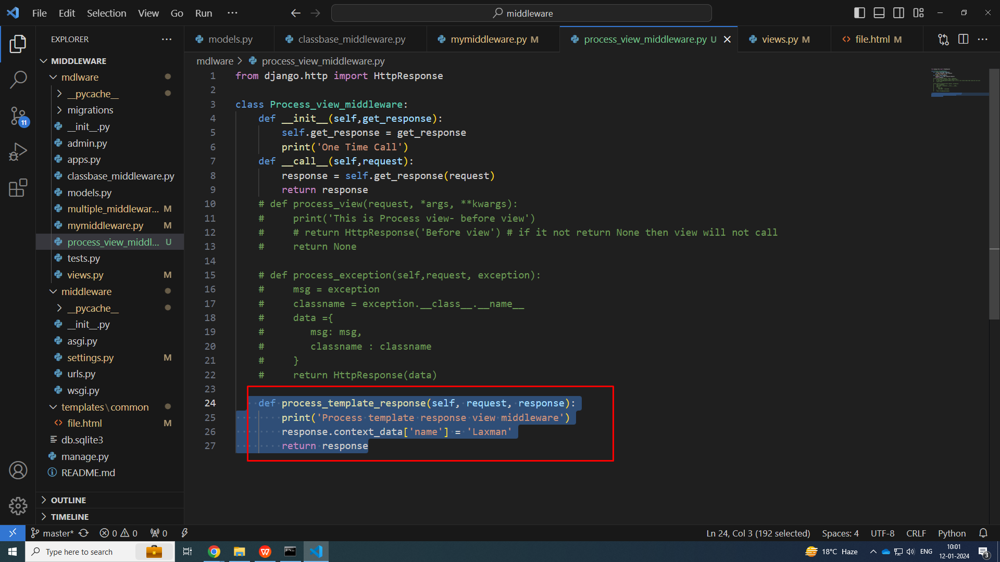 File Edit Selection View Go Run ···
middleware
EXPLORER ···
MIDDLEWARE
mdlware
__pycache__
migrations
__init__.py
admin.py
apps.py
classbase_middleware.py
models.py
multiple_middlewar... M
mymiddleware.py M
process_view_middl... U
tests.py
views.py M
middleware
__pycache__
__init__.py
asgi.py
settings.py M
urls.py
wsgi.py
templates\common
file.html M
db.sqlite3
manage.py
README.md
OUTLINE
TIMELINE
11
models.py classbase_middleware.py mymiddleware.py M process_view_middleware.py U views.py M file.html M
mdlware > process_view_middleware.py
1 from django.http import HttpResponse
2
3 class Process_view_middleware:
4     def __init__(self,get_response):
5         self.get_response = get_response
6         print('One Time Call')
7     def __call__(self,request):
8         response = self.get_response(request)
9         return response
10     # def process_view(request, *args, **kwargs):
11     #     print('This is Process view- before view')
12     #     # return HttpResponse('Before view') # if it not return None then view will not call
13     #     return None
14
15     # def process_exception(self,request, exception):
16     #     msg = exception
17     #     classname = exception.__class__.__name__
18     #     data ={
19     #        msg: msg,
20     #        classname : classname
21     #     }
22     #     return HttpResponse(data)
23
24     def process_template_response(self, request, response):
25         print('Process template response view middleware')
26         response.context_data['name'] = 'Laxman'
27         return response
master* 0 0 0 Ln 24, Col 3 (192 selected) Spaces: 4 UTF-8 CRLF Python
Type here to search 18°C Haze ENG 10:01
12-01-2024 3